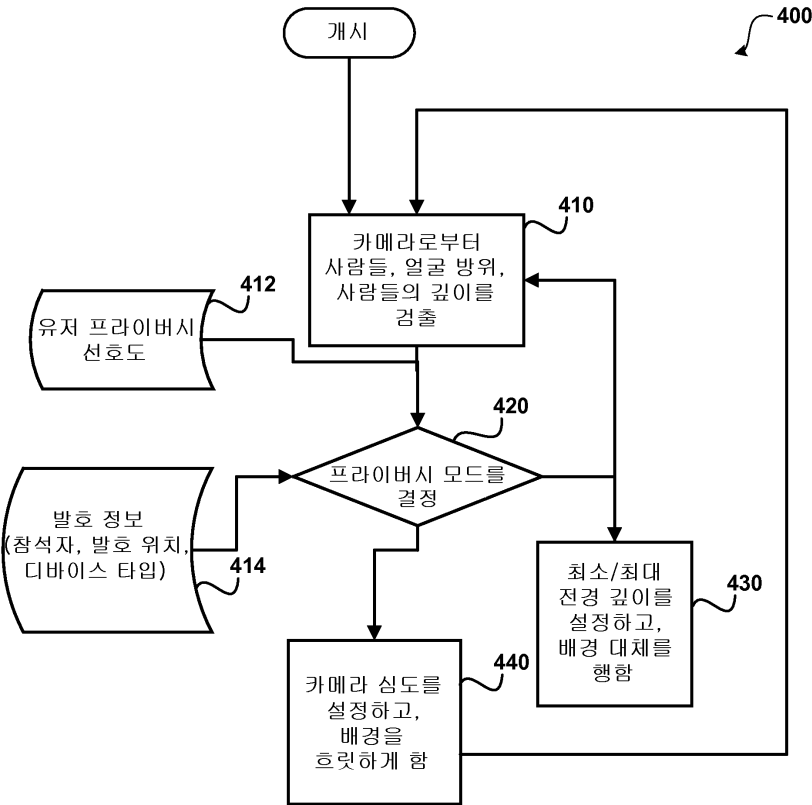 개시
400
410
카메라로부터
사람들, 얼굴 방위,
사람들의 깊이를
검출
412
유저 프라이버시
선호도
420
프라이버시 모드를
결정
발호 정보
(참석자, 발호 위치,
디바이스 타입)
414
최소/최대
전경 깊이를
설정하고,
배경 대체를
행함
430
440
카메라 심도를
설정하고,
배경을
흐릿하게 함